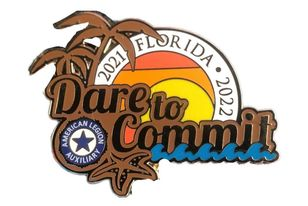 2021 FLORIDA • 2022
Dare to
Commit
AMERICAN LEGION
AUXILIARY